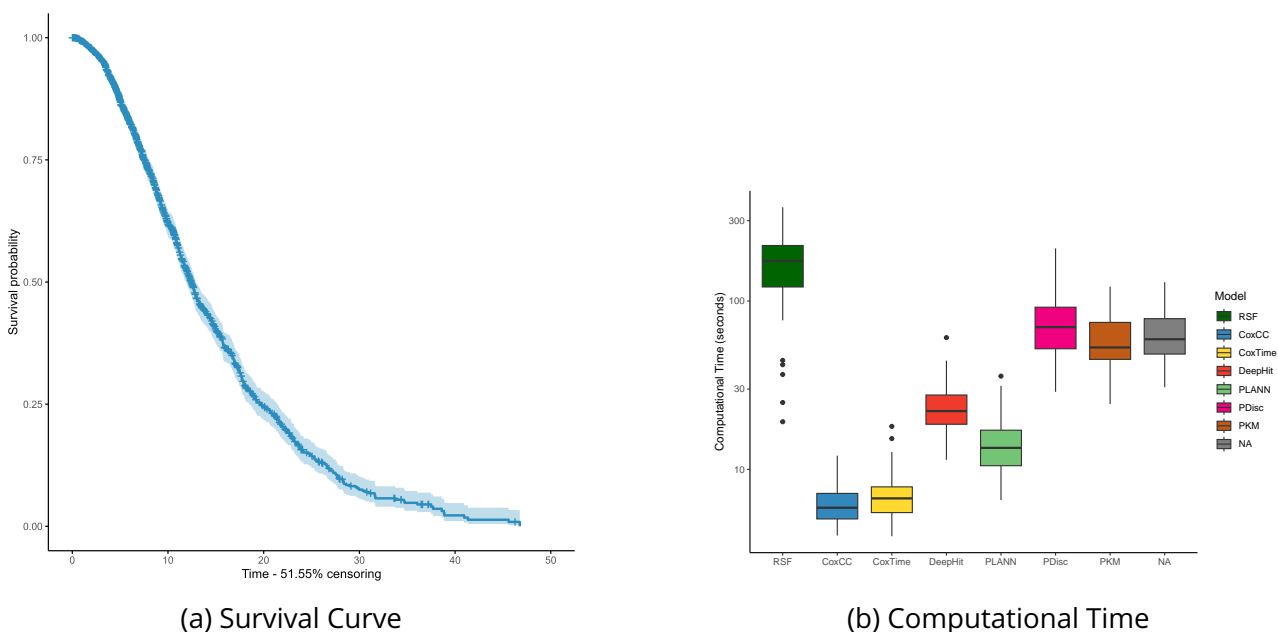 1.00
0.75
0.50
0.25
0.00
Survival probability
0
10
20
30
40
50
Time - 51.55% censoring
(a) Survival Curve
300
100
30
10
Computational Time (seconds)
RSF
CoxCC
CoxTime
DeepHit
PLANN
PDisc
PKM
NA
Model
RSF
CoxCC
CoxTime
DeepHit
PLANN
PDisc
PKM
NA
(b) Computational Time